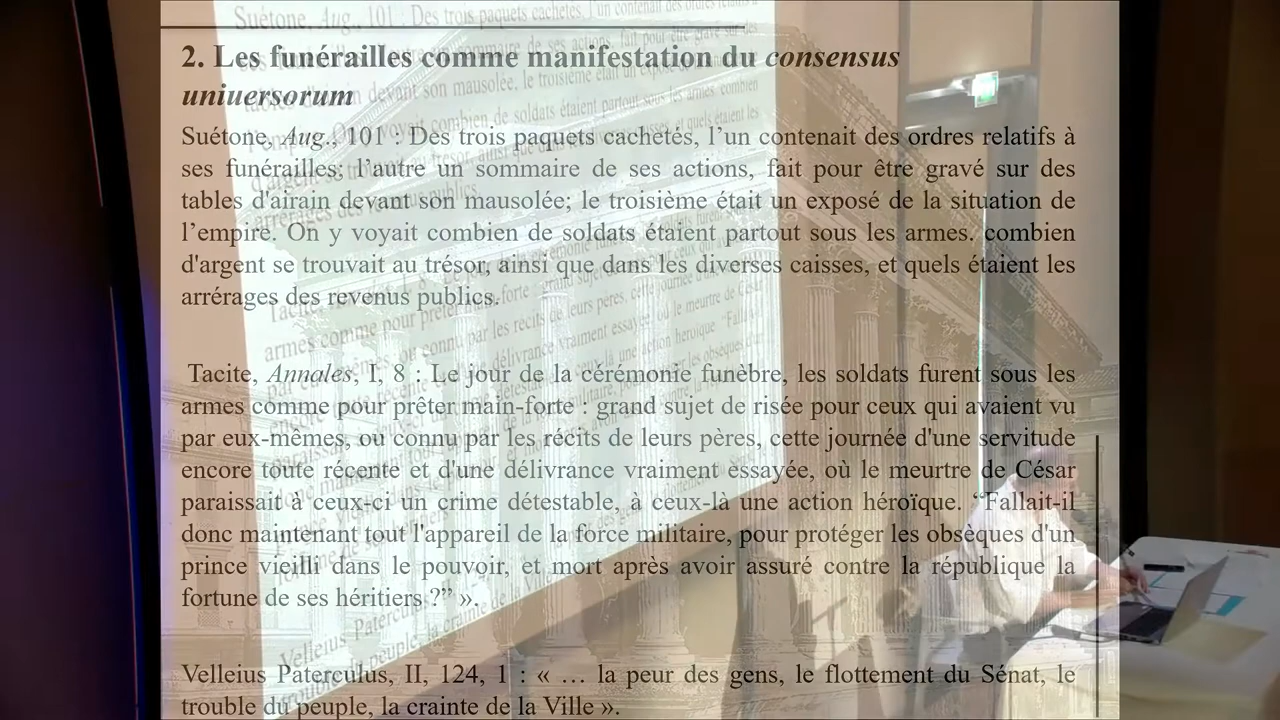 2. Les funérailles comme manifestation du consensus
uniuersorum
Suétone, Aug., 101 : Des trois paquets cachetés, l’un contenait des ordres relatifs à
ses funérailles; l’autre un sommaire de ses actions, fait pour être gravé sur des
tables d'airain devant son mausolée; le troisième était un exposé de la situation de
l’empire. On y voyait combien de soldats étaient partout sous les armes. combien
d'argent se trouvait au trésor, ainsi que dans les diverses caisses, et quels étaient les
arrérages des revenus publics.
Tacite, Annales, I, 8 : Le jour de la cérémonie funèbre, les soldats furent sous les
armes comme pour prêter main-forte : grand sujet de risée pour ceux qui avaient vu
par eux-mêmes, ou connu par les récits de leurs pères, cette journée d'une servitude
encore toute récente et d'une délivrance vraiment essayée, où le meurtre de César
paraissait à ceux-ci un crime détestable, à ceux-là une action héroïque. “Fallait-il
donc maintenant tout l'appareil de la force militaire, pour protéger les obsèques d'un
prince vieilli dans le pouvoir, et mort après avoir assuré contre la république la
fortune de ses héritiers ?” ».
Velleius Paterculus, II, 124, 1 : « … la peur des gens, le flottement du Sénat, le
trouble du peuple, la crainte de la Ville ».